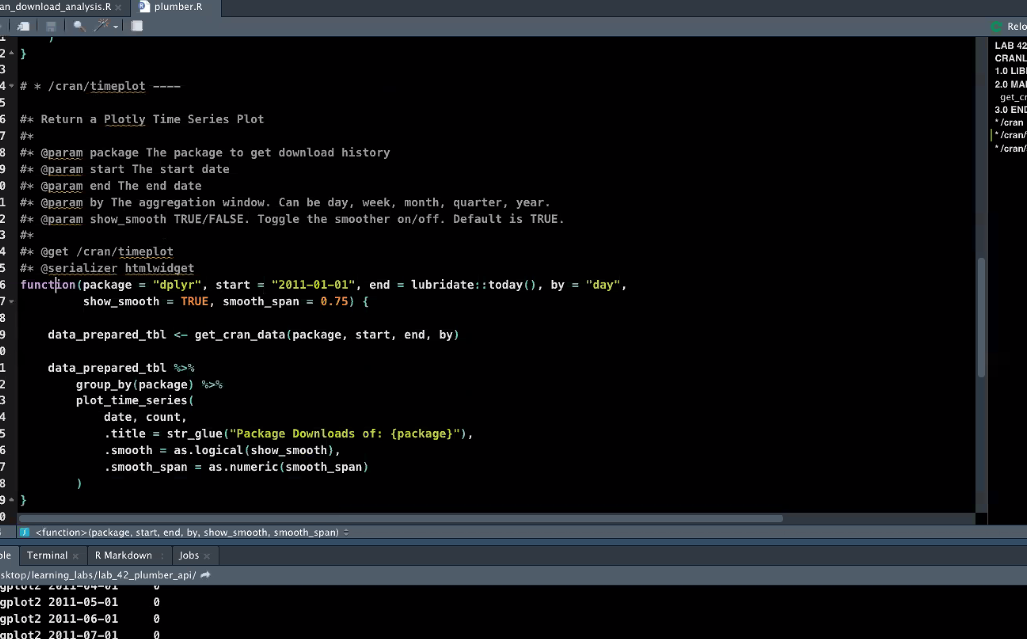 an_download_analysis.R × plumber.R
Relo
1 )
2 }
3
4 # * /cran/timeplot ----
5
6 #* Return a Plotly Time Series Plot
7 #*
8 #* @param package The package to get download history
9 #* @param start The start date
0 #* @param end The end date
1 #* @param by The aggregation window. Can be day, week, month, quarter, year.
2 #* @param show_smooth TRUE/FALSE. Toggle the smoother on/off. Default is TRUE.
3 #*
4 #* @get /cran/timeplot
5 #* @serializer htmlwidget
6 function(package = "dplyr", start = "2011-01-01", end = lubridate::today(), by = "day",
7 show_smooth = TRUE, smooth_span = 0.75) {
8
9 data_prepared_tbl <- get_cran_data(package, start, end, by)
0
1 data_prepared_tbl %>%
2 group_by(package) %>%
3 plot_time_series(
4 date, count,
5 .title = str_glue("Package Downloads of: {package}"),
6 .smooth = as.logical(show_smooth),
7 .smooth_span = as.numeric(smooth_span)
8 )
9 }
0
LAB 42
CRANL
1.0 LIB
2.0 MA
get_cr
3.0 END
* /cran
* /cran/
* /cran/
<function>(package, start, end, by, show_smooth, smooth_span)
ole Terminal × R Markdown × Jobs ×
sktop/learning_labs/lab_42_plumber_api/
gplot2 2011-04-01 0
gplot2 2011-05-01 0
gplot2 2011-06-01 0
gplot2 2011-07-01 0